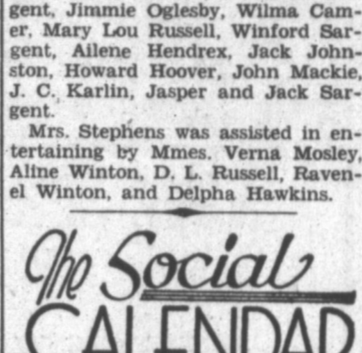 gent, Jimmie Oglesby, Wilma Cam-
er, Mary Lou Russell, Winford Sar-
gent, Ailene Hendrex, Jack John-
ston, Howard Hoover, John Mackie,
J. C. Karlin, Jasper and Jack Sar-
gent.
Mrs. Stephens was assisted in en-
tertaining by Mmes. Verna Mosley,
Aline Winton, D. L. Russell, Raven-
el Winton, and Delpha Hawkins.
The Social
CALENDAR